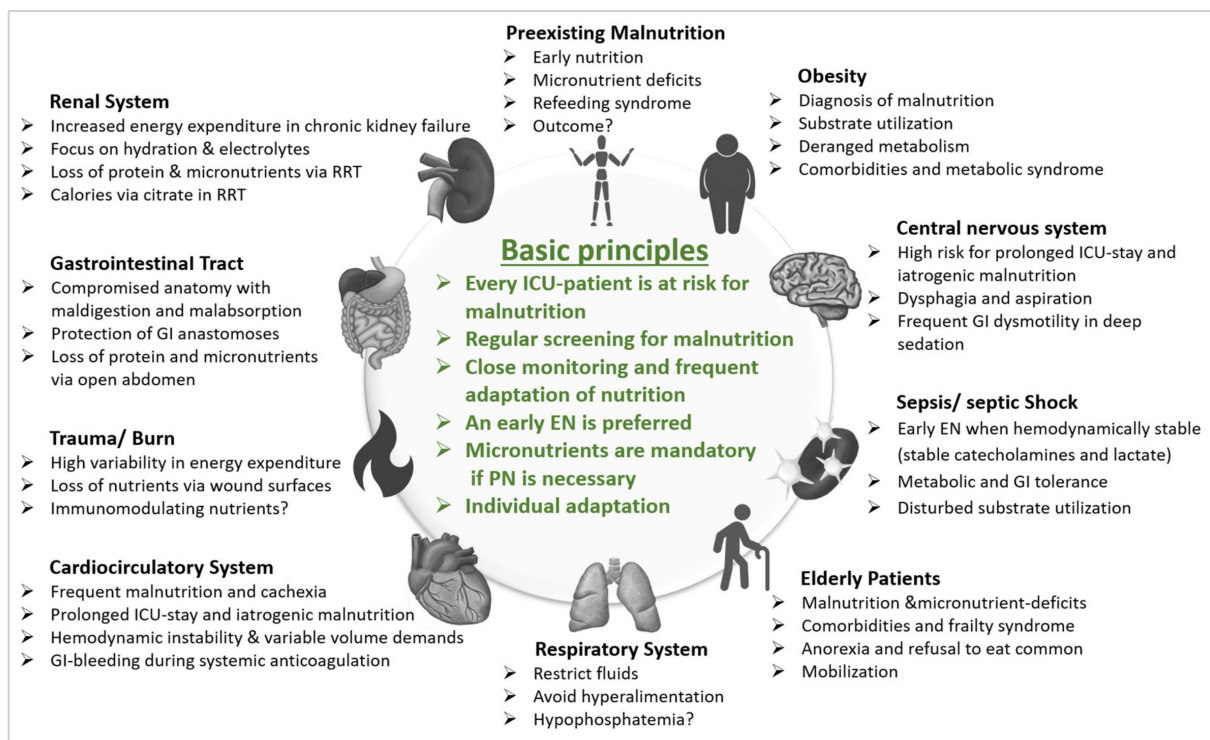 Preexisting Malnutrition
➢ Early nutrition
➢ Micronutrient deficits
➢ Refeeding syndrome
➢ Outcome?
Obesity
➢ Diagnosis of malnutrition
➢ Substrate utilization
➢ Deranged metabolism
➢ Comorbidities and metabolic syndrome
Central nervous system
➢ High risk for prolonged ICU-stay and
iatrogenic malnutrition
➢ Dysphagia and aspiration
➢ Frequent GI dysmotility in deep
sedation
Sepsis/ septic Shock
➢ Early EN when hemodynamically stable
(stable catecholamines and lactate)
➢ Metabolic and GI tolerance
➢ Disturbed substrate utilization
Elderly Patients
➢ Malnutrition &micronutrient-deficits
➢ Comorbidities and frailty syndrome
➢ Anorexia and refusal to eat common
➢ Mobilization
Respiratory System
➢ Restrict fluids
➢ Avoid hyperalimentation
➢ Hypophosphatemia?
Cardiocirculatory System
➢ Frequent malnutrition and cachexia
➢ Prolonged ICU-stay and iatrogenic malnutrition
➢ Hemodynamic instability & variable volume demands
➢ GI-bleeding during systemic anticoagulation
Trauma/ Burn
➢ High variability in energy expenditure
➢ Loss of nutrients via wound surfaces
➢ Immunomodulating nutrients?
Gastrointestinal Tract
➢ Compromised anatomy with
maldigestion and malabsorption
➢ Protection of GI anastomoses
➢ Loss of protein and micronutrients
via open abdomen
Renal System
➢ Increased energy expenditure in chronic kidney failure
➢ Focus on hydration & electrolytes
➢ Loss of protein & micronutrients via RRT
➢ Calories via citrate in RRT
Basic principles
➢ Every ICU-patient is at risk for
malnutrition
➢ Regular screening for malnutrition
➢ Close monitoring and frequent
adaptation of nutrition
➢ An early EN is preferred
➢ Micronutrients are mandatory
if PN is necessary
➢ Individual adaptation